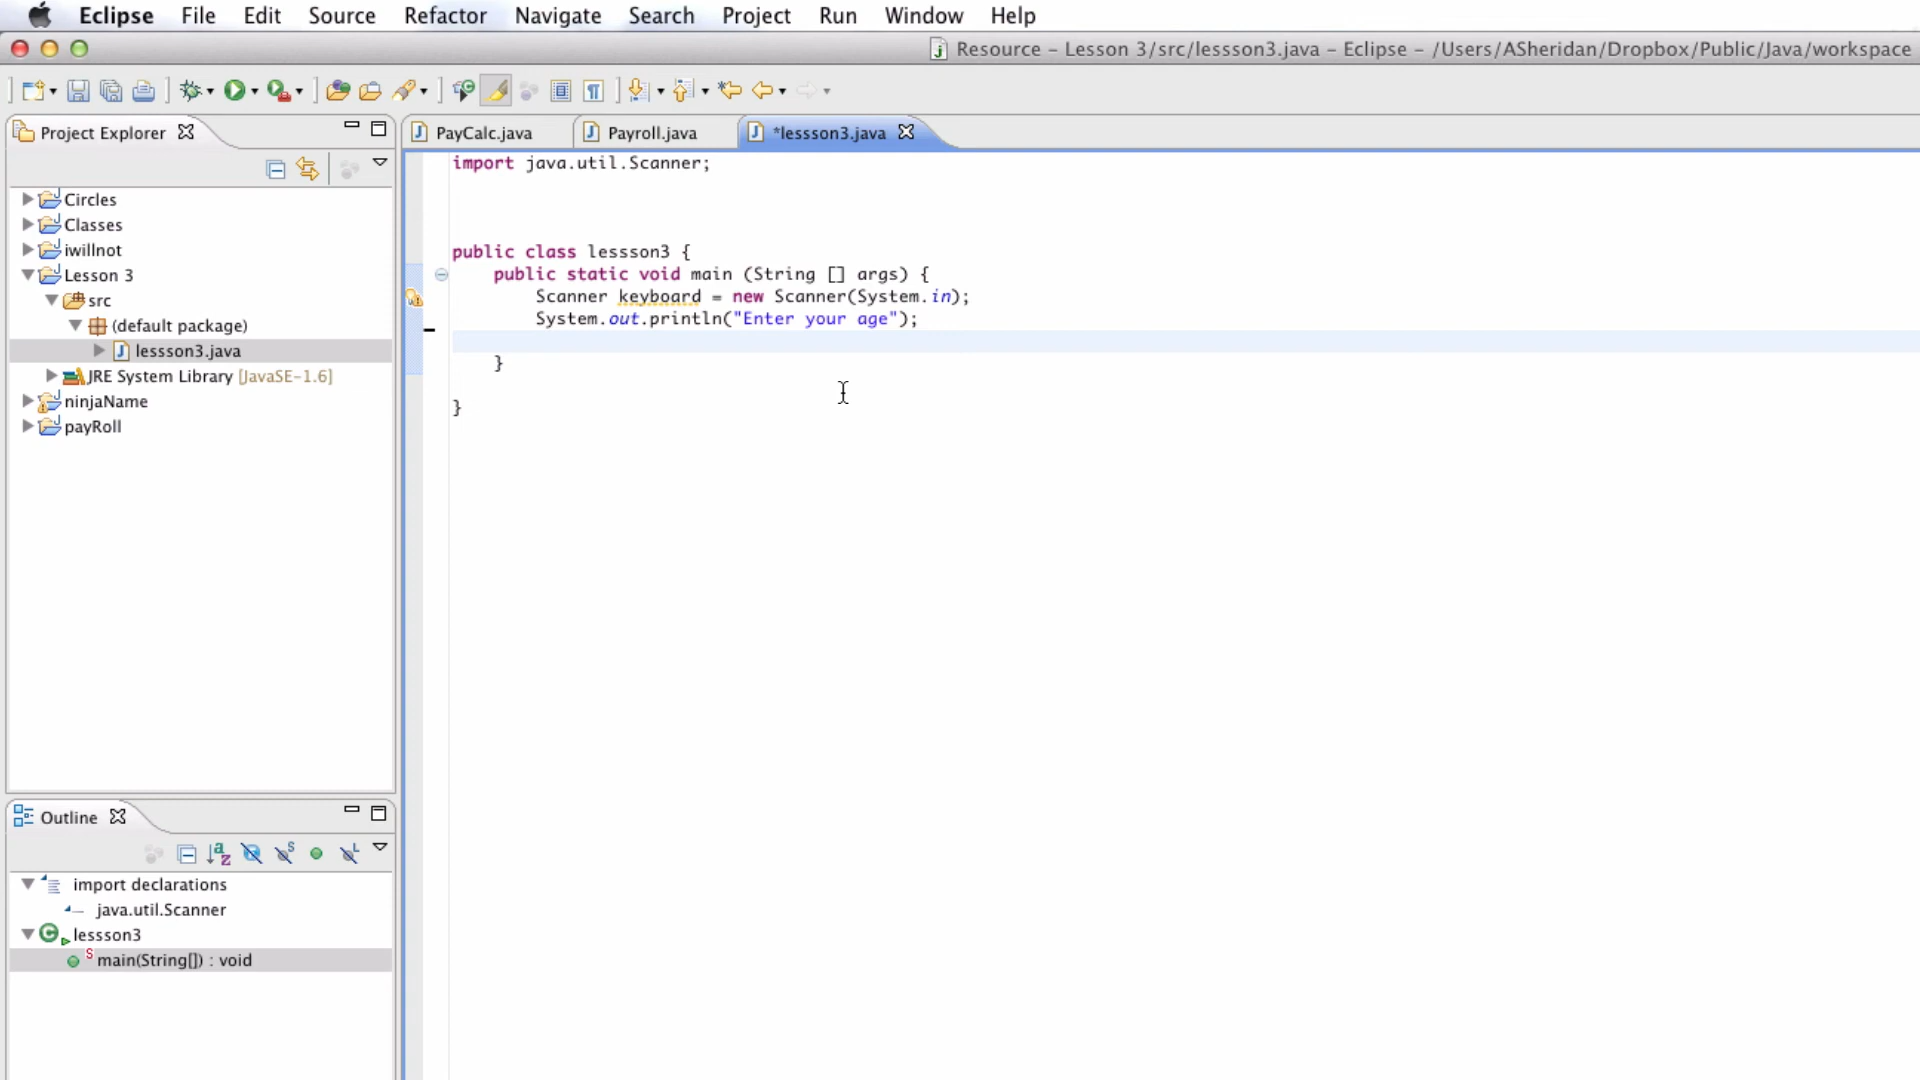 Eclipse File Edit Source Refactor Navigate Search Project Run Window Help
Resource – Lesson 3/src/lessson3.java – Eclipse – /Users/ASheridan/Dropbox/Public/Java/workspace
Project Explorer
PayCalc.java Payroll.java *lessson3.java
Circles
Classes
iwillnot
Lesson 3
src
(default package)
lessson3.java
JRE System Library [JavaSE-1.6]
ninjaName
payRoll
import java.util.Scanner;
public class lessson3 {
public static void main (String [] args) {
Scanner keyboard = new Scanner(System.in);
System.out.println("Enter your age");
}
}
Outline
import declarations
java.util.Scanner
lessson3
main(String[]) : void